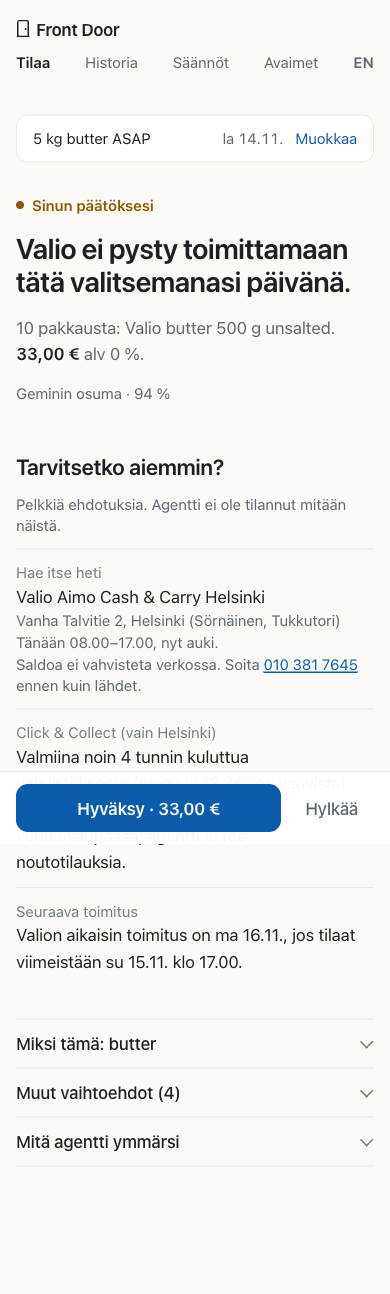 Front Door
Tilaa Historia Säännöt Avaimet EN
5 kg butter ASAP la 14.11. Muokkaa
Sinun päätöksesi
Valio ei pysty toimittamaan
tätä valitsemanasi päivänä.
10 pakkausta: Valio butter 500 g unsalted.
33,00 € alv 0 %.
Geminin osuma · 94 %
Tarvitsetko aiemmin?
Pelkkiä ehdotuksia. Agentti ei ole tilannut mitään
näistä.
Hae itse heti
Valio Aimo Cash & Carry Helsinki
Vanha Talvitie 2, Helsinki (Sörnäinen, Tukkutori)
Tänään 08.00–17.00, nyt auki.
Saldoa ei vahvisteta verkossa. Soita 010 381 7645
ennen kuin lähdet.
Click & Collect (vain Helsinki)
Valmiina noin 4 tunnin kuluttua
Hyväksy · 33,00 € Hylkää
noutotilauksia.
Seuraava toimitus
Valion aikaisin toimitus on ma 16.11., jos tilaat
viimeistään su 15.11. klo 17.00.
Miksi tämä: butter
Muut vaihtoehdot (4)
Mitä agentti ymmärsi